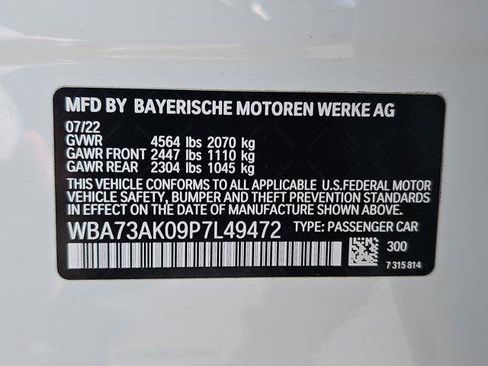 MFD BY BAYERISCHE MOTOREN WERKE AG
07/22
GVWR 4564 lbs 2070 kg
GAWR FRONT 2447 lbs 1110 kg
GAWR REAR 2304 lbs 1045 kg
THIS VEHICLE CONFORMS TO ALL APPLICABLE U.S.FEDERAL MOTOR
VEHICLE SAFETY, BUMPER AND THEFT PREVENTION STANDARDS
IN EFFECT ON THE DATE OF MANUFACTURE SHOWN ABOVE.
WBA73AK09P7L49472 TYPE: PASSENGER CAR
300
7 315 814